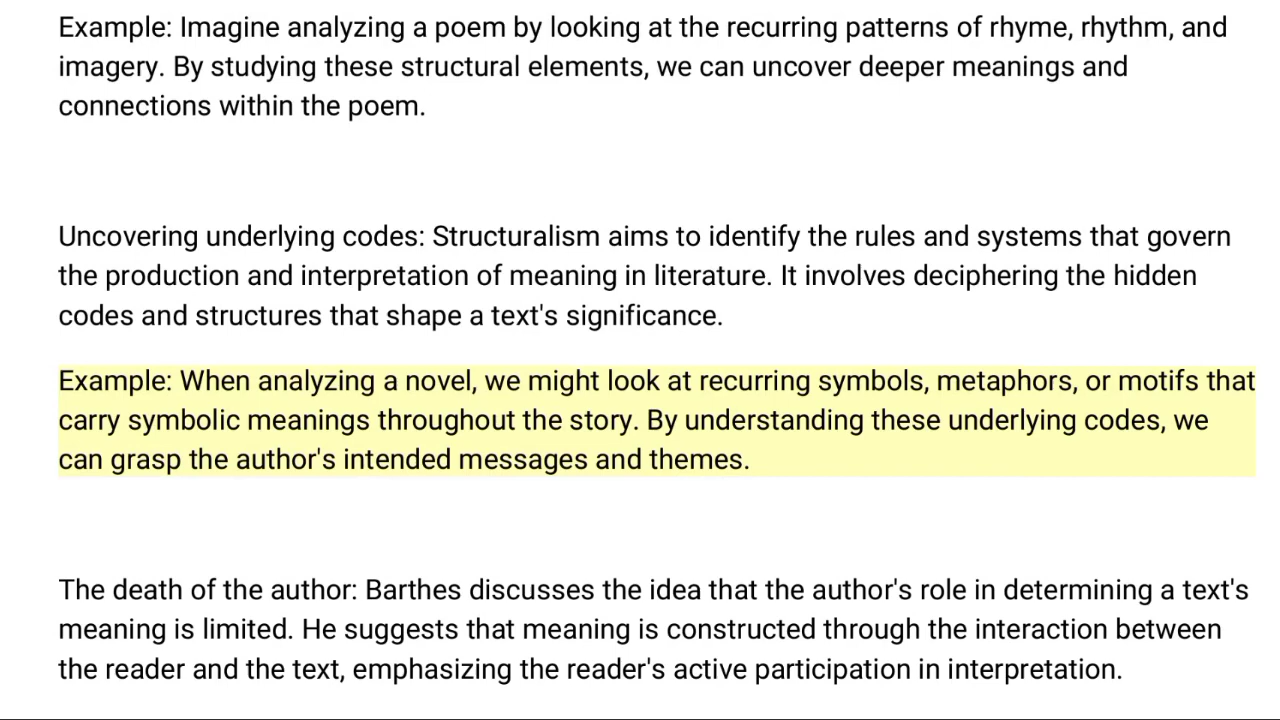 Example: Imagine analyzing a poem by looking at the recurring patterns of rhyme, rhythm, and
imagery. By studying these structural elements, we can uncover deeper meanings and
connections within the poem.
Uncovering underlying codes: Structuralism aims to identify the rules and systems that govern
the production and interpretation of meaning in literature. It involves deciphering the hidden
codes and structures that shape a text's significance.
Example: When analyzing a novel, we might look at recurring symbols, metaphors, or motifs that
carry symbolic meanings throughout the story. By understanding these underlying codes, we
can grasp the author's intended messages and themes.
The death of the author: Barthes discusses the idea that the author's role in determining a text's
meaning is limited. He suggests that meaning is constructed through the interaction between
the reader and the text, emphasizing the reader's active participation in interpretation.